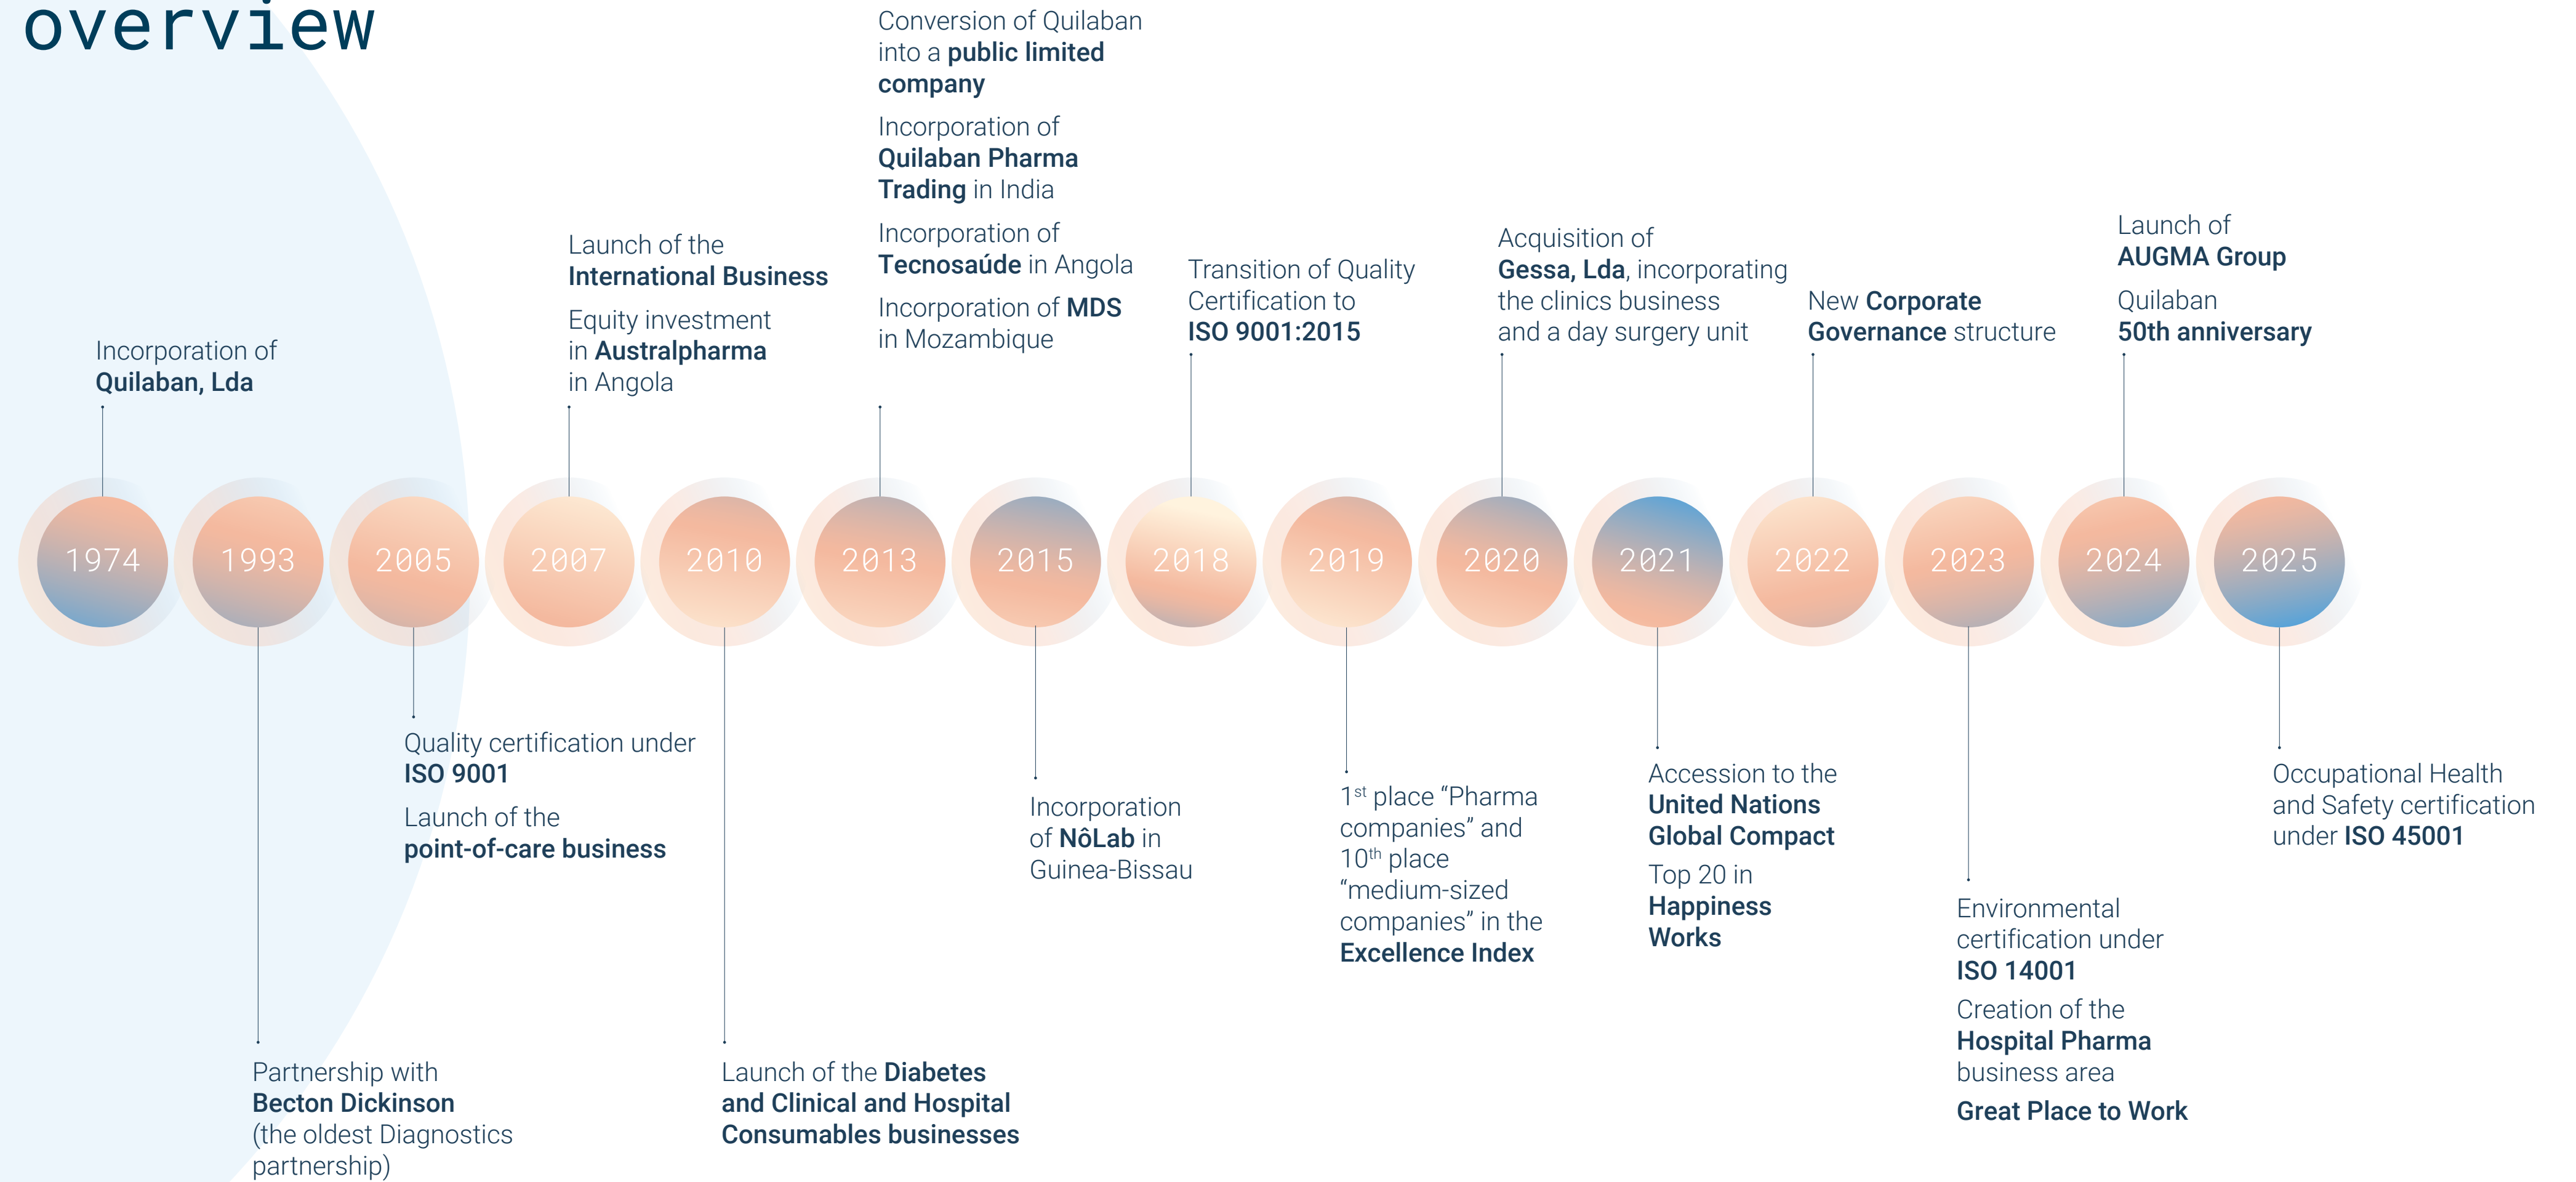 overview
Conversion of Quilaban
into a public limited
company
Incorporation of
Quilaban Pharma
Trading in India
Incorporation of
Tecnosaúde in Angola
Incorporation of MDS
in Mozambique
Launch of the
International Business
Equity investment
in Australpharma
in Angola
Incorporation of
Quilaban, Lda
Transition of Quality
Certification to
ISO 9001:2015
Acquisition of
Gessa, Lda, incorporating
the clinics business
and a day surgery unit
New Corporate
Governance structure
Launch of
AUGMA Group
Quilaban
50th anniversary
1974 1993 2005 2007 2010 2013 2015 2018 2019 2020 2021 2022 2023 2024 2025
Quality certification under
ISO 9001
Launch of the
point-of-care business
Partnership with
Becton Dickinson
(the oldest Diagnostics
partnership)
Launch of the Diabetes
and Clinical and Hospital
Consumables businesses
Incorporation
of NôLab in
Guinea-Bissau
1st place “Pharma
companies” and
10th place
“medium-sized
companies” in the
Excellence Index
Accession to the
United Nations
Global Compact
Top 20 in
Happiness
Works
Environmental
certification under
ISO 14001
Creation of the
Hospital Pharma
business area
Great Place to Work
Occupational Health
and Safety certification
under ISO 45001